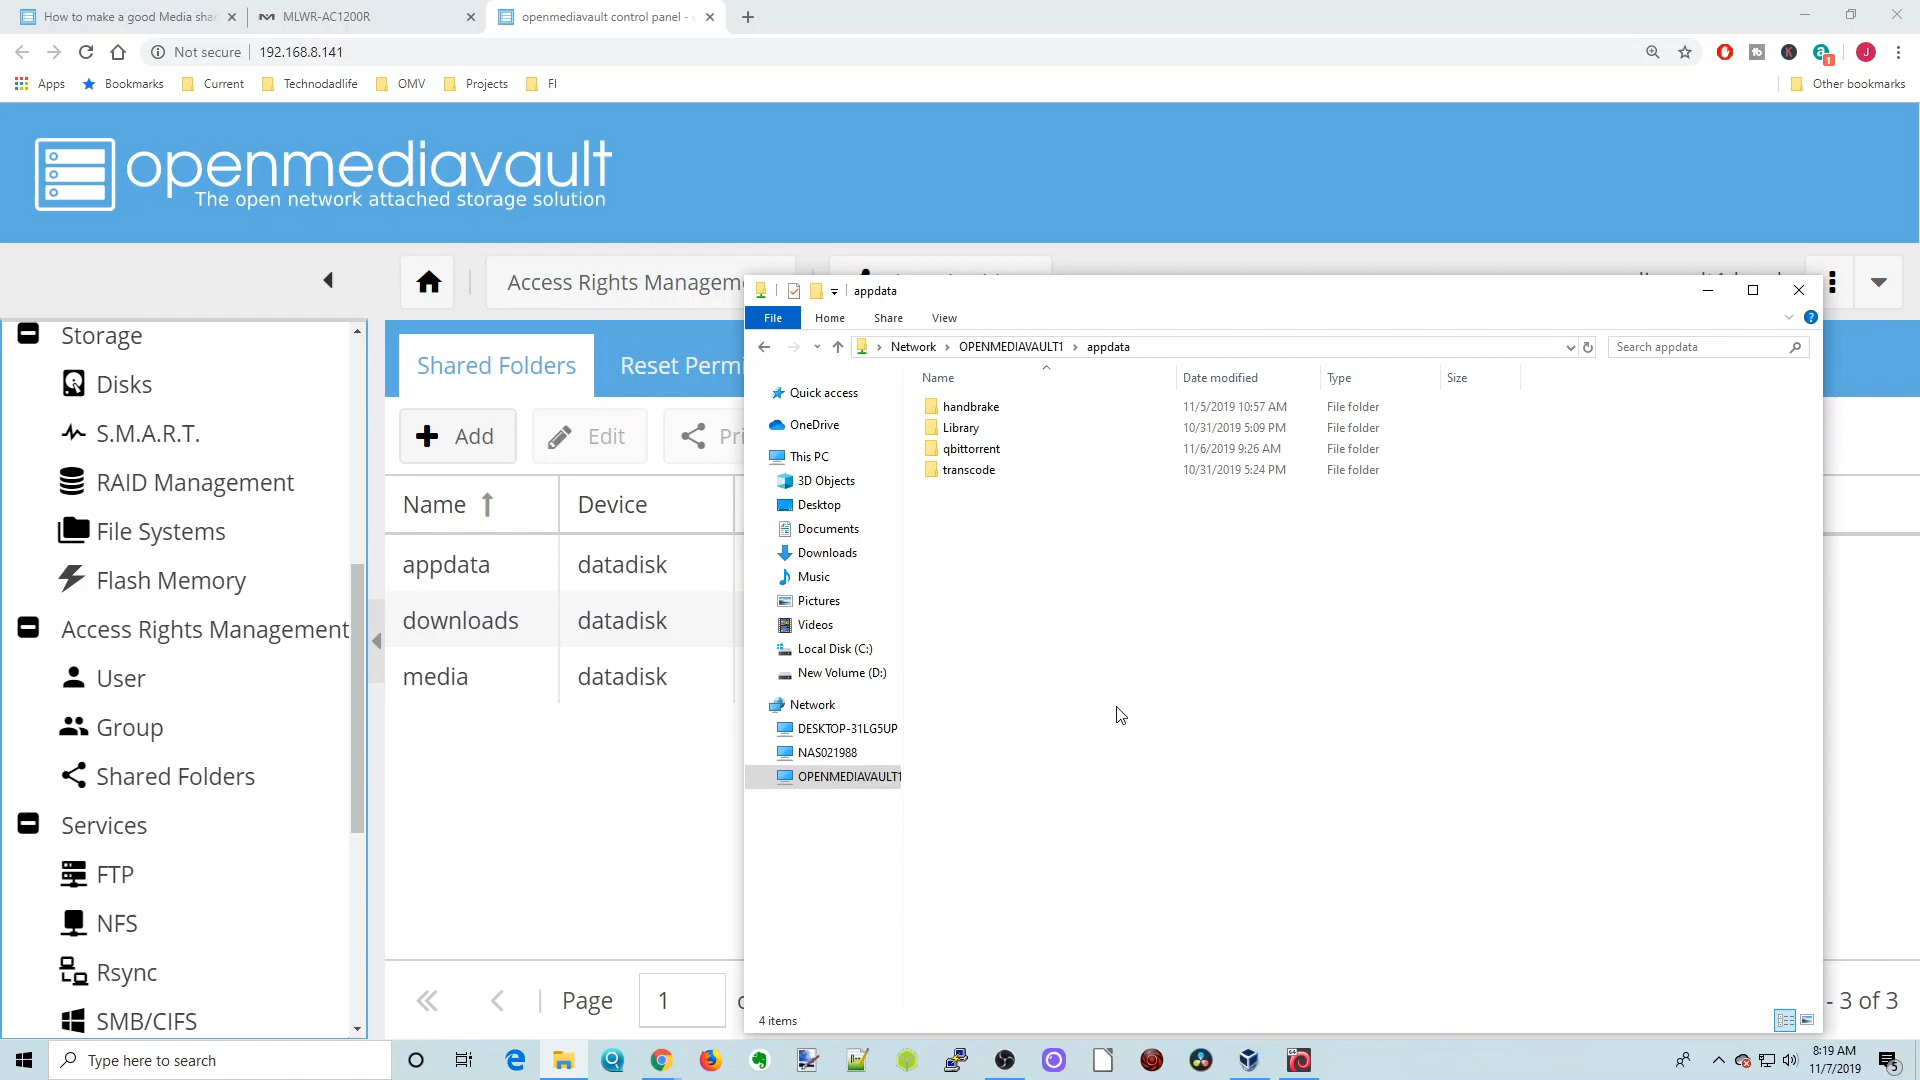 How to make a good Media sha
MLWR-AC1200R
openmediavault control panel -
Not secure
192.168.8.141
Apps
Bookmarks
Current
Technodadlife
OMV
Projects
FI
Other bookmarks
openmediavault
The open network attached storage solution
Access Rights Managem
Storage
Disks
S.M.A.R.T.
RAID Management
File Systems
Flash Memory
Access Rights Management
User
Group
Shared Folders
Services
FTP
NFS
Rsync
SMB/CIFS
Shared Folders
Reset Permi
Add
Edit
Pri
Name
Device
appdata
datadisk
downloads
datadisk
media
datadisk
Page
1
- 3 of 3
appdata
File
Home
Share
View
Network
OPENMEDIAVAULT1
appdata
Search appdata
Quick access
OneDrive
This PC
3D Objects
Desktop
Documents
Downloads
Music
Pictures
Videos
Local Disk (C:)
New Volume (D:)
Network
DESKTOP-31LG5UP
NAS021988
OPENMEDIAVAULT1
Name
Date modified
Type
Size
handbrake
11/5/2019 10:57 AM
File folder
Library
10/31/2019 5:09 PM
File folder
qbittorrent
11/6/2019 9:26 AM
File folder
transcode
10/31/2019 5:24 PM
File folder
4 items
Type here to search
8:19 AM
11/7/2019
5